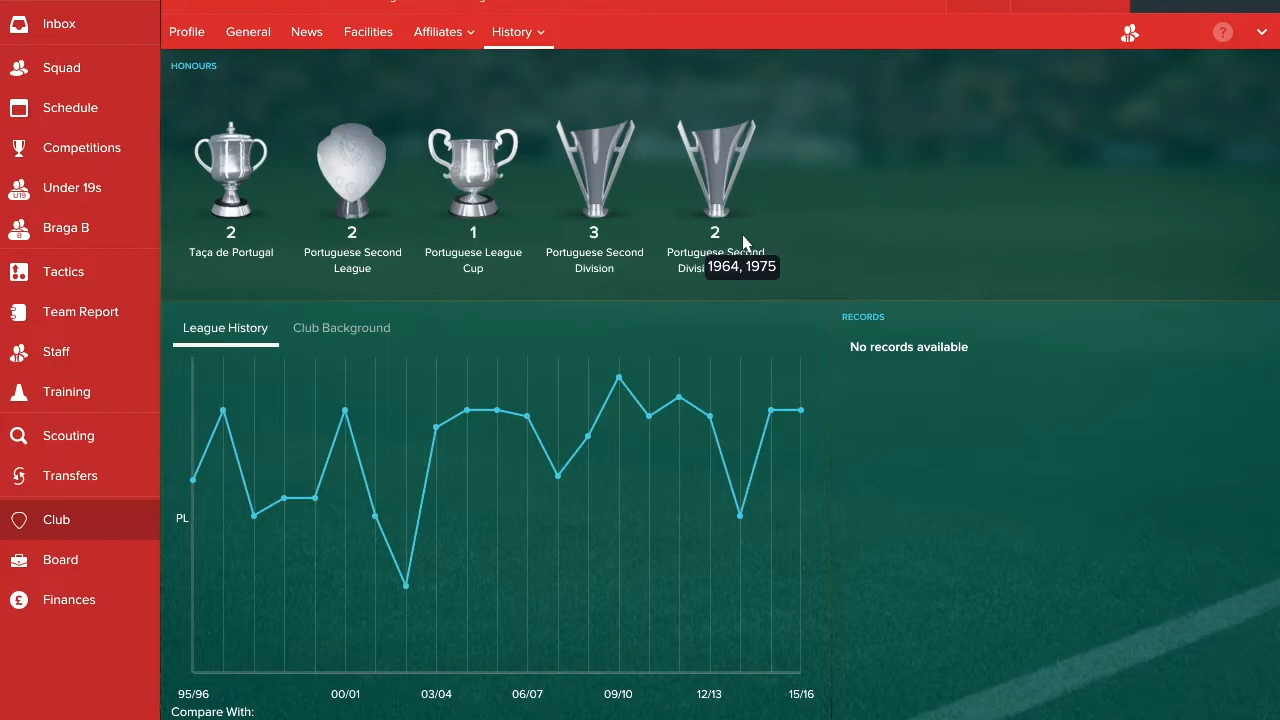 Inbox
Squad
Schedule
Competitions
Under 19s
U19
Braga B
B
Tactics
Team Report
Staff
Training
Scouting
Transfers
Club
Board
Finances
Profile
General
News
Facilities
Affiliates
History
?
HONOURS
2
Taça de Portugal
2
Portuguese Second
League
1
Portuguese League
Cup
3
Portuguese Second
Division
2
Portuguese Second
1964, 1975
League History
Club Background
RECORDS
No records available
PL
95/96 00/01 03/04 06/07 09/10 12/13 15/16
Compare With: